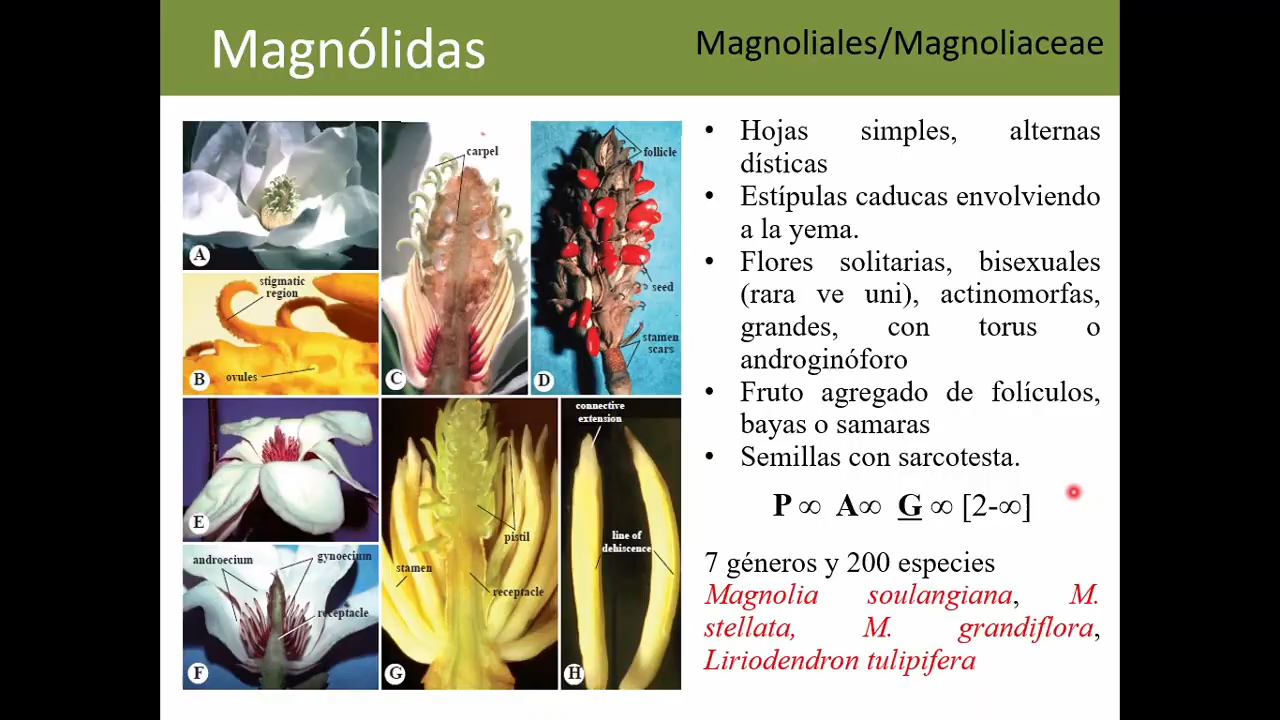 Magnólidas
Magnoliales/Magnoliaceae
carpel
follicle
seed
stamen
scars
A
stigmatic
region
ovules
B
C
D
connective
extension
line of
dehiscence
pistil
stamen
receptacle
E
androecium
gynoecium
receptacle
F
G
H
• Hojas simples, alternas
dísticas
• Estípulas caducas envolviendo
a la yema.
• Flores solitarias, bisexuales
(rara ve uni), actinomorfas,
grandes, con torus o
androginóforo
• Fruto agregado de folículos,
bayas o samaras
• Semillas con sarcotesta.
P ∞ A∞ G ∞ [2-∞]
7 géneros y 200 especies
Magnolia soulangiana, M.
stellata, M. grandiflora,
Liriodendron tulipifera